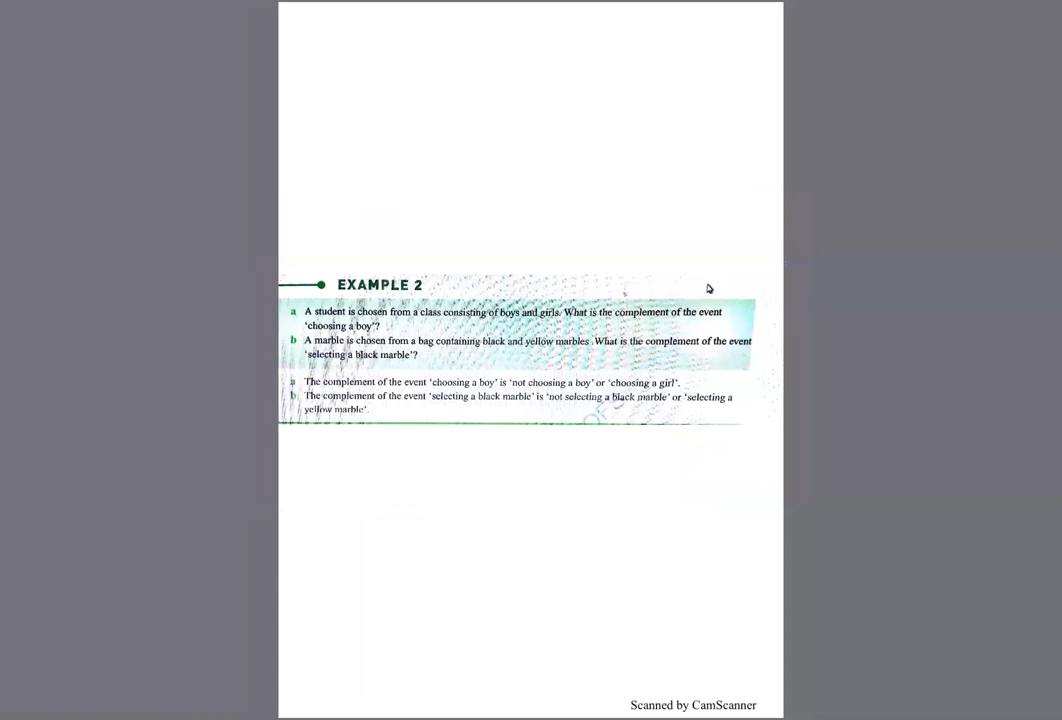 EXAMPLE 2
a A student is chosen from a class consisting of boys and girls. What is the complement of the event
‘choosing a boy’?
b A marble is chosen from a bag containing black and yellow marbles .What is the complement of the event
‘selecting a black marble’?
a The complement of the event ‘choosing a boy’ is ‘not choosing a boy’ or ‘choosing a girl’.
b The complement of the event ‘selecting a black marble’ is ‘not selecting a black marble’ or ‘selecting a
yellow marble’.
Scanned by CamScanner